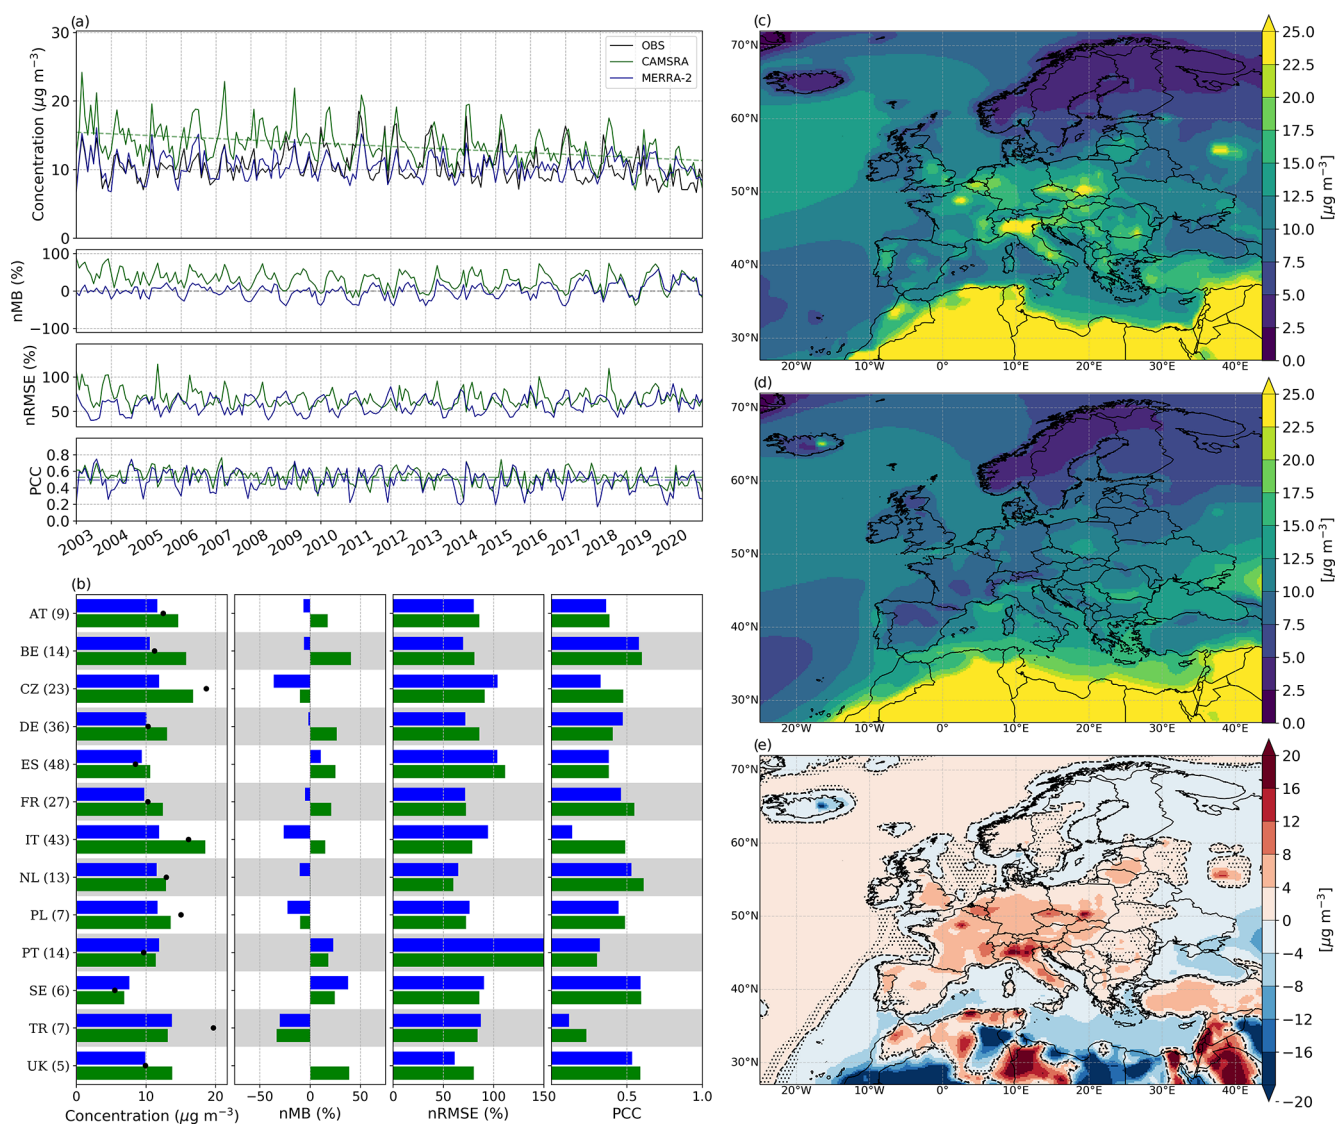 (a)
30
20
10
0
Concentration (μg m⁻³)
OBS
CAMSRA
MERRA-2
100
0
−100
nMB (%)
100
50
nRMSE (%)
0.8
0.6
0.4
0.2
0.0
PCC
2003 2004 2005 2006 2007 2008 2009 2010 2011 2012 2013 2014 2015 2016 2017 2018 2019 2020
(b)
AT (9)
BE (14)
CZ (23)
DE (36)
ES (48)
FR (27)
IT (43)
NL (13)
PL (7)
PT (14)
SE (6)
TR (7)
UK (5)
0 10 20
Concentration (μg m⁻³)
−50 0 50
nMB (%)
0 50 100 150
nRMSE (%)
0.5 1.0
PCC
(c)
70°N
60°N
50°N
40°N
30°N
20°W 10°W 0° 10°E 20°E 30°E 40°E
25.0
22.5
20.0
17.5
15.0
12.5
10.0
7.5
5.0
2.5
0.0
[μg m⁻³]
(d)
70°N
60°N
50°N
40°N
30°N
20°W 10°W 0° 10°E 20°E 30°E 40°E
25.0
22.5
20.0
17.5
15.0
12.5
10.0
7.5
5.0
2.5
0.0
[μg m⁻³]
(e)
70°N
60°N
50°N
40°N
30°N
20°W 10°W 0° 10°E 20°E 30°E 40°E
20
16
12
8
4
0
−4
−8
−12
−16
−20
[μg m⁻³]